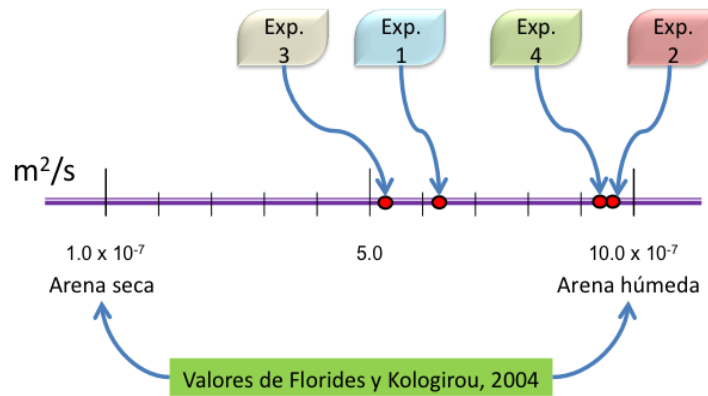 Exp.
3
Exp.
1
Exp.
4
Exp.
2
m²/s
1.0 x 10⁻⁷
5.0
10.0 x 10⁻⁷
Arena seca
Arena húmeda
Valores de Florides y Kologirou, 2004